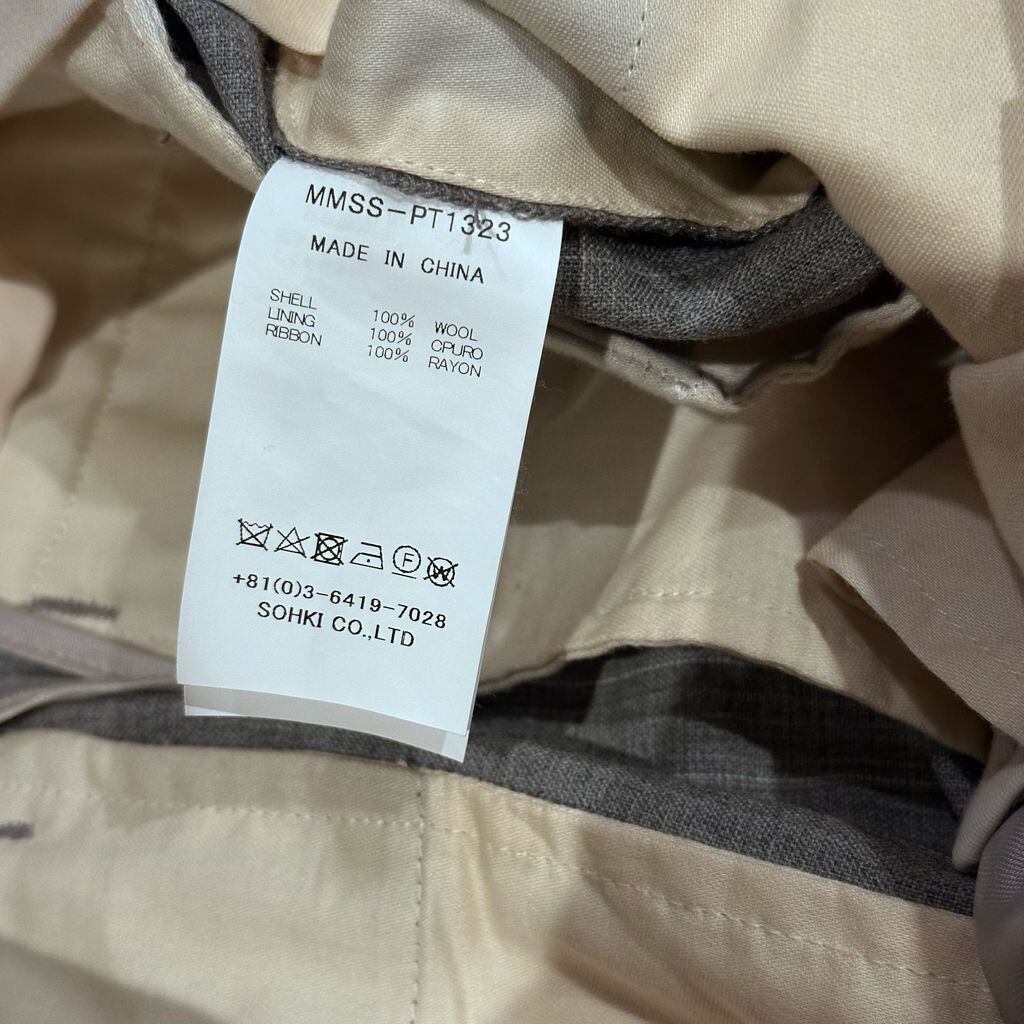 MMSS-PT1323
MADE IN CHINA
SHELL 100% WOOL
LINING 100% CPURO
RIBBON 100% RAYON
F W
+81(0)3-6419-7028
SOHKI CO.,LTD